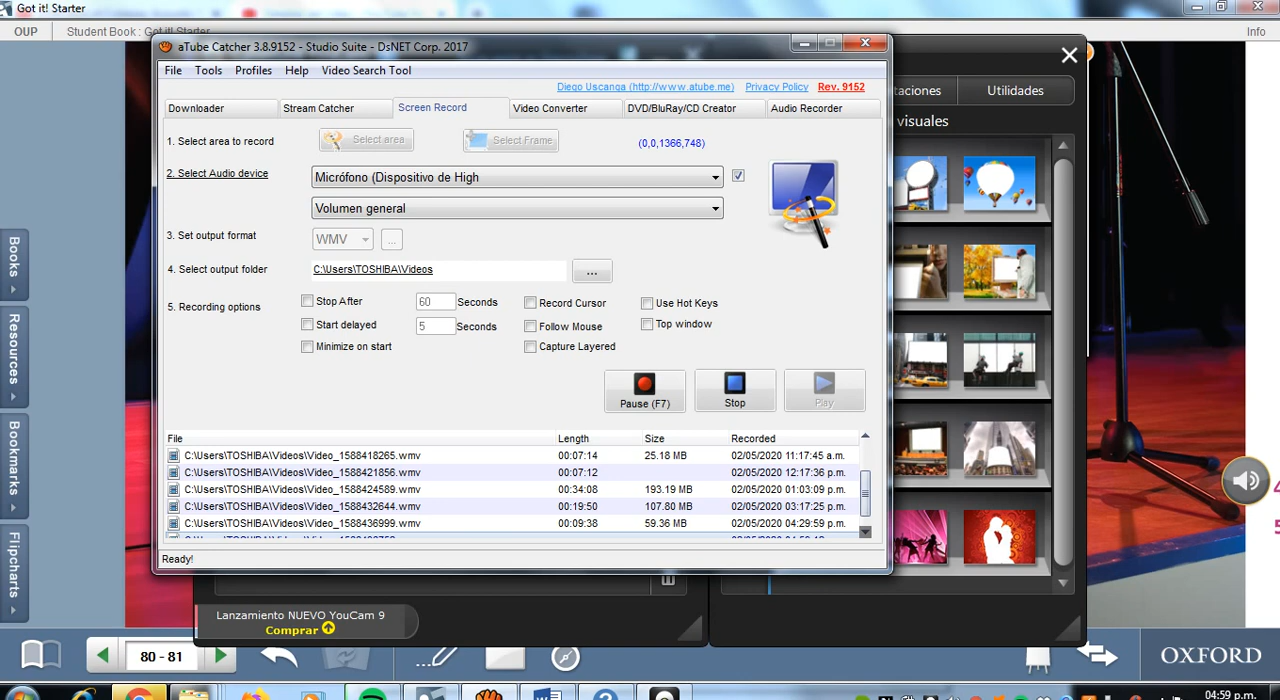 Got it! Starter
OUP
Student Book : Got it! Starter
Info
aTube Catcher 3.8.9152 - Studio Suite - DsNET Corp. 2017
File Tools Profiles Help Video Search Tool
Diego Uscanga (http://www.atube.me) Privacy Policy Rev. 9152
Downloader Stream Catcher Screen Record Video Converter DVD/BluRay/CD Creator Audio Recorder
1. Select area to record Select area Select Frame (0,0,1366,748)
2. Select Audio device Micrófono (Dispositivo de High
Volumen general
3. Set output format WMV ...
4. Select output folder C:\Users\TOSHIBA\Videos ...
5. Recording options Stop After 60 Seconds Record Cursor Use Hot Keys
Start delayed 5 Seconds Follow Mouse Top window
Minimize on start Capture Layered
Pause (F7) Stop Play
File Length Size Recorded
C:\Users\TOSHIBA\Videos\Video_1588418265.wmv 00:07:14 25.18 MB 02/05/2020 11:17:45 a.m.
C:\Users\TOSHIBA\Videos\Video_1588421856.wmv 00:07:12 02/05/2020 12:17:36 p.m.
C:\Users\TOSHIBA\Videos\Video_1588424589.wmv 00:34:08 193.19 MB 02/05/2020 01:03:09 p.m.
C:\Users\TOSHIBA\Videos\Video_1588432644.wmv 00:19:50 107.80 MB 02/05/2020 03:17:25 p.m.
C:\Users\TOSHIBA\Videos\Video_1588436999.wmv 00:09:38 59.36 MB 02/05/2020 04:29:59 p.m.
Ready!
taciones Utilidades
visuales
Books
Resources
Bookmarks
Flipcharts
Lanzamiento NUEVO YouCam 9
Comprar
80 - 81
OXFORD
04:59 p.m.